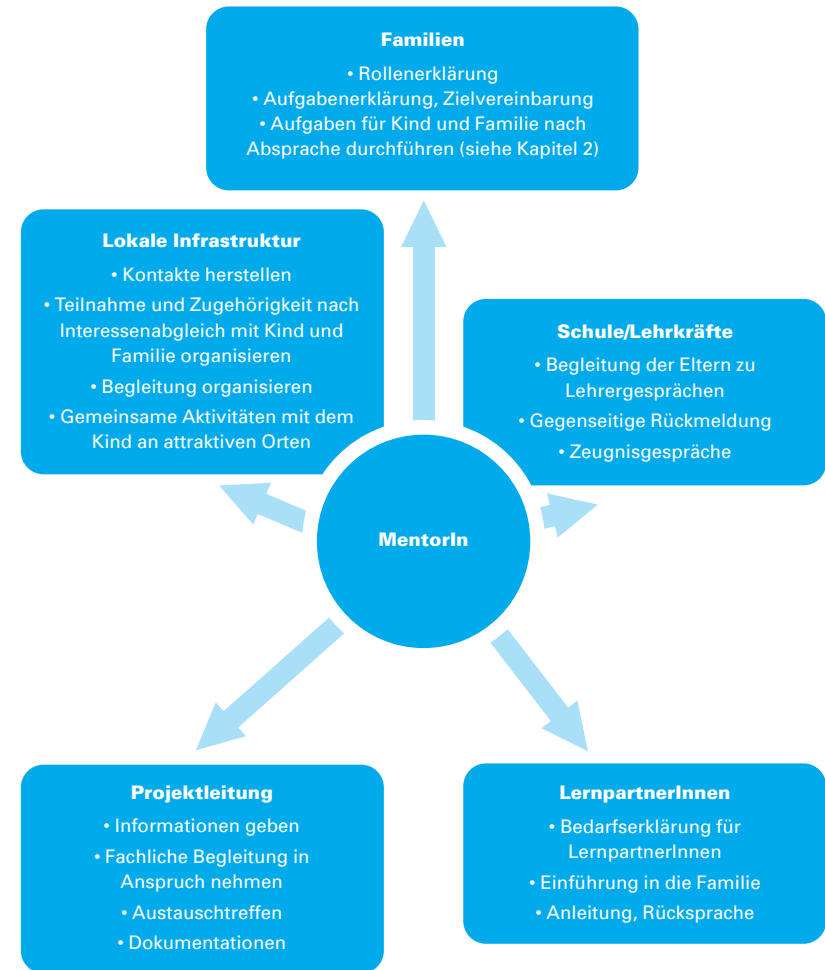 Familien
• Rollenerklärung
• Aufgabenerklärung, Zielvereinbarung
• Aufgaben für Kind und Familie nach
Absprache durchführen (siehe Kapitel 2)
Lokale Infrastruktur
• Kontakte herstellen
• Teilnahme und Zugehörigkeit nach
Interessenabgleich mit Kind und
Familie organisieren
• Begleitung organisieren
• Gemeinsame Aktivitäten mit dem
Kind an attraktiven Orten
Schule/Lehrkräfte
• Begleitung der Eltern zu
Lehrergesprächen
• Gegenseitige Rückmeldung
• Zeugnisgespräche
MentorIn
Projektleitung
• Informationen geben
• Fachliche Begleitung in
Anspruch nehmen
• Austauschtreffen
• Dokumentationen
LernpartnerInnen
• Bedarfserklärung für
LernpartnerInnen
• Einführung in die Familie
• Anleitung, Rücksprache